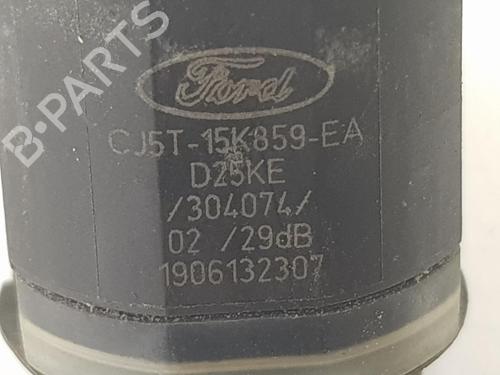 Ford
CJ5T-15K859-EA
D25KE
/304074/
02 /29dB
1906132307
B-PARTS